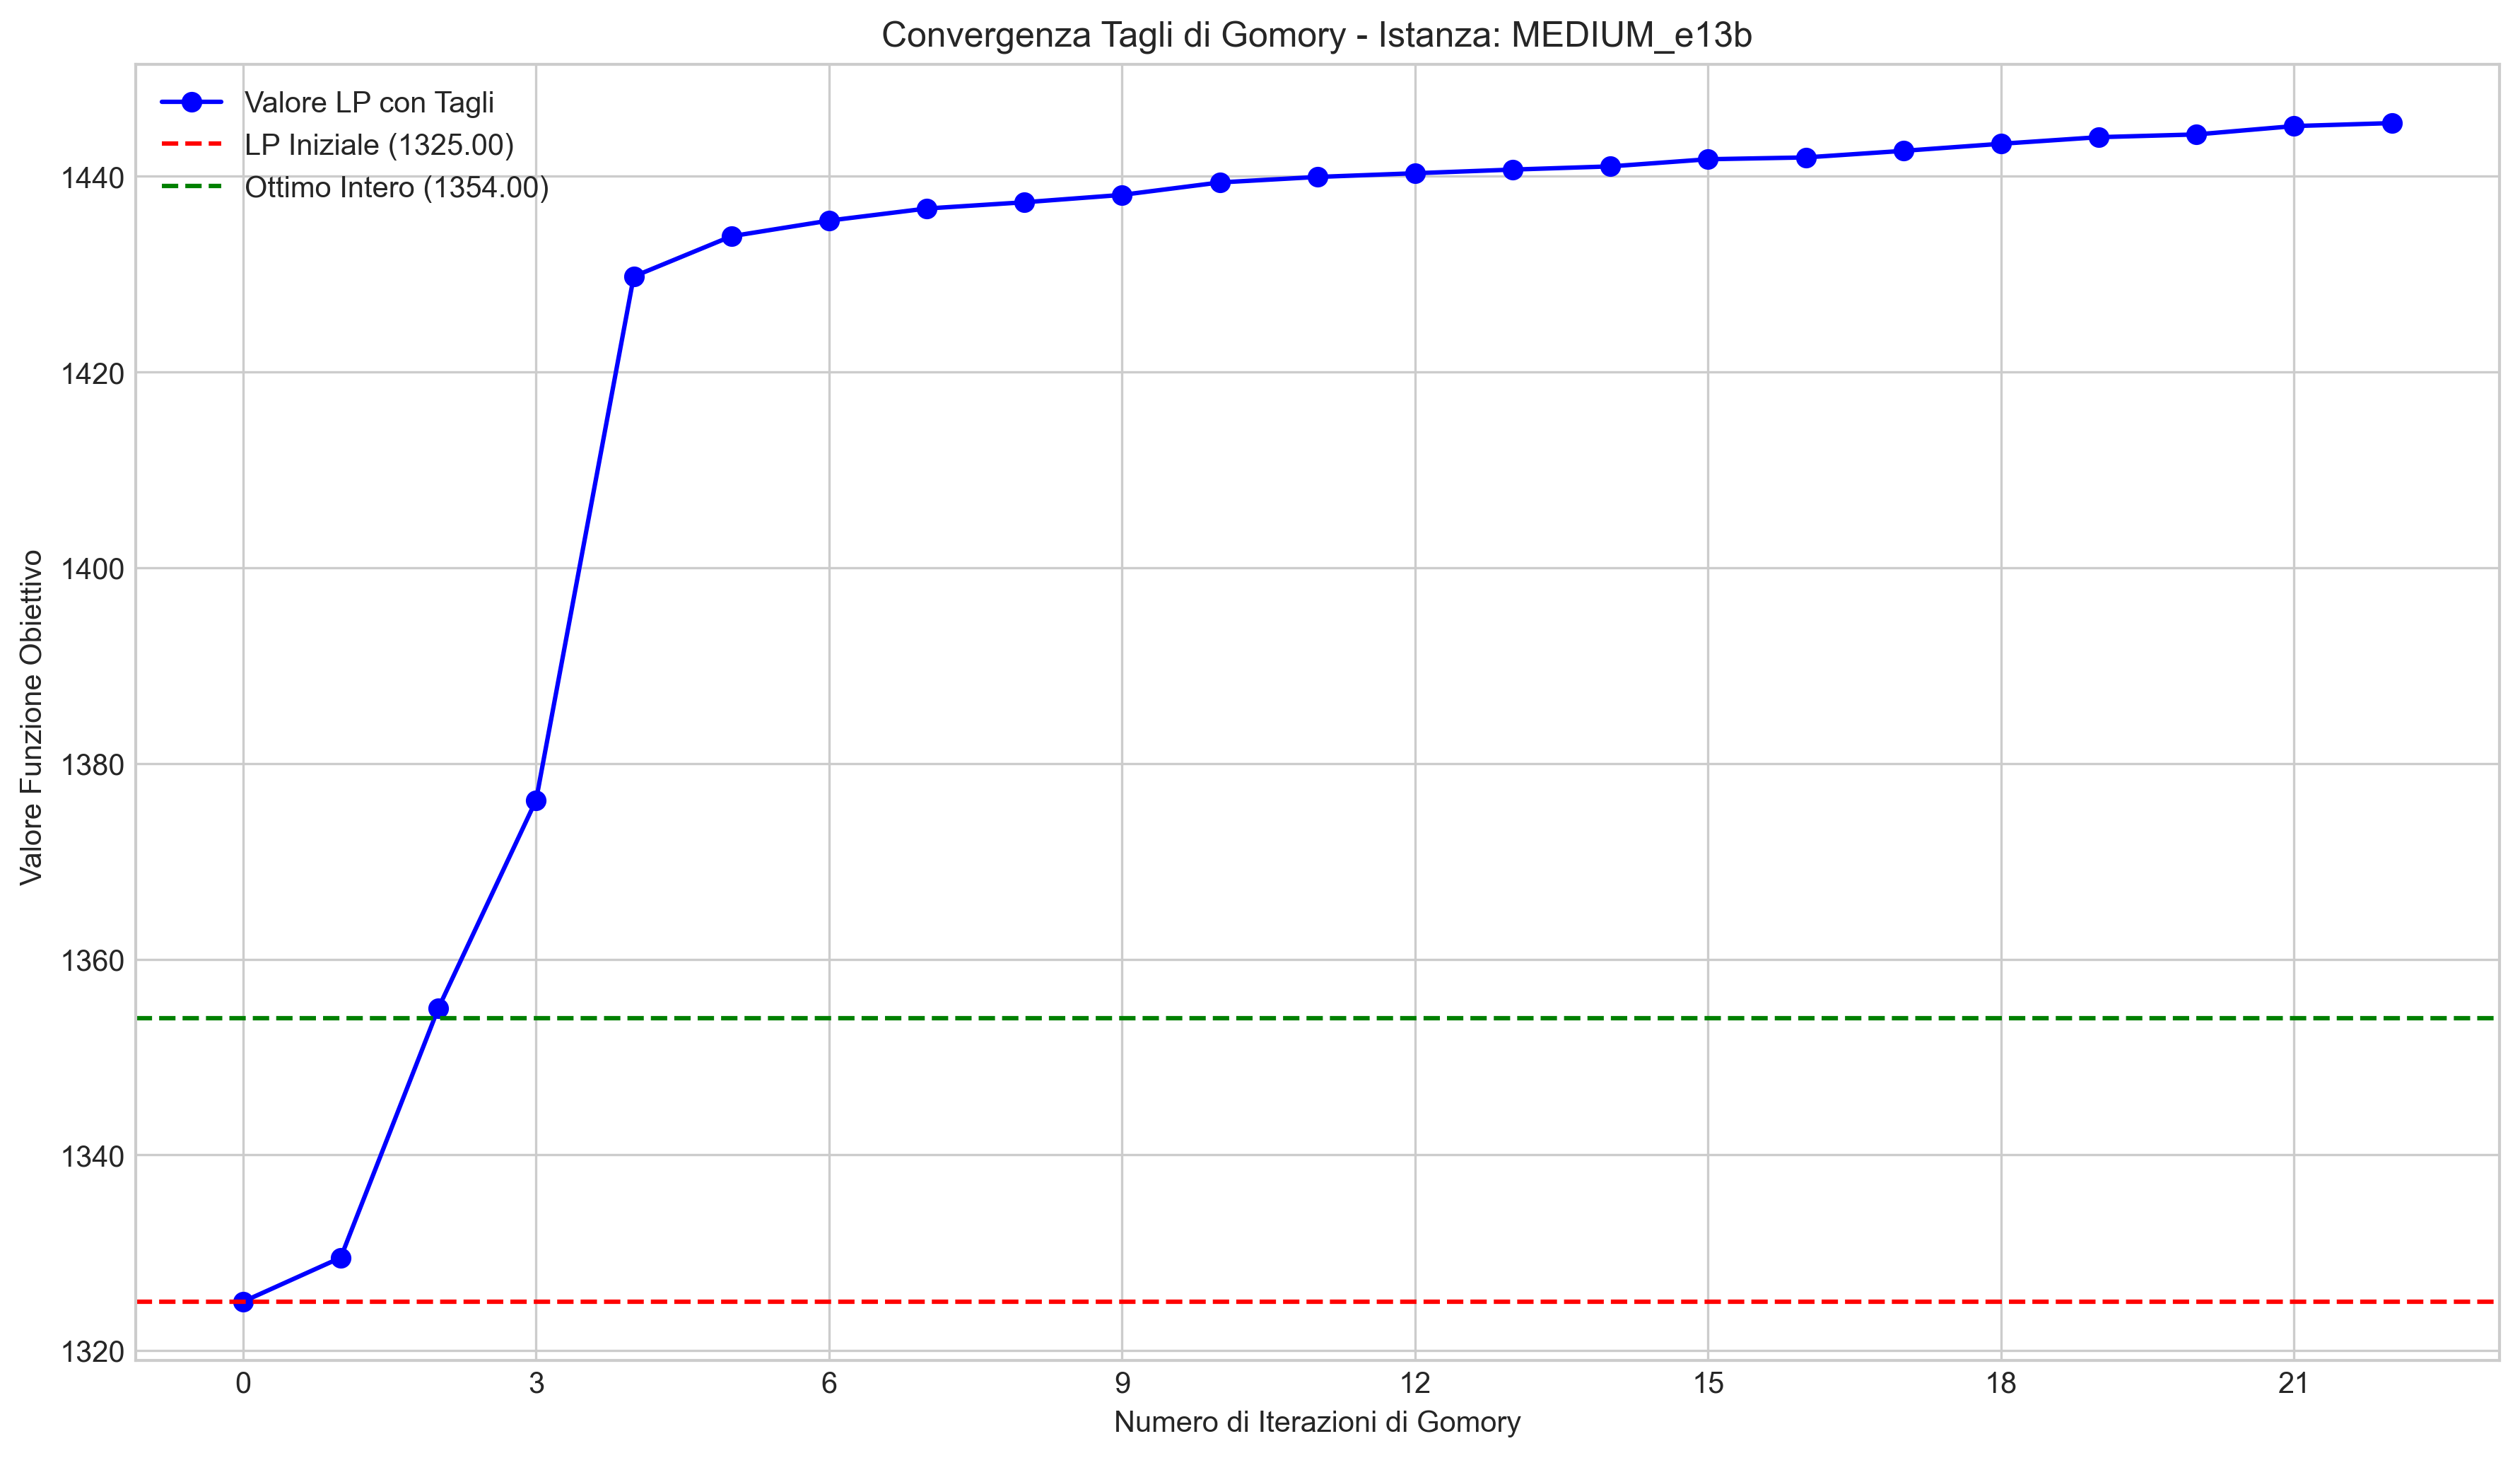 Convergenza Tagli di Gomory - Istanza: MEDIUM_e13b
Valore LP con Tagli
LP Iniziale (1325.00)
Ottimo Intero (1354.00)
Valore Funzione Obiettivo
1440
1420
1400
1380
1360
1340
1320
0 3 6 9 12 15 18 21
Numero di Iterazioni di Gomory